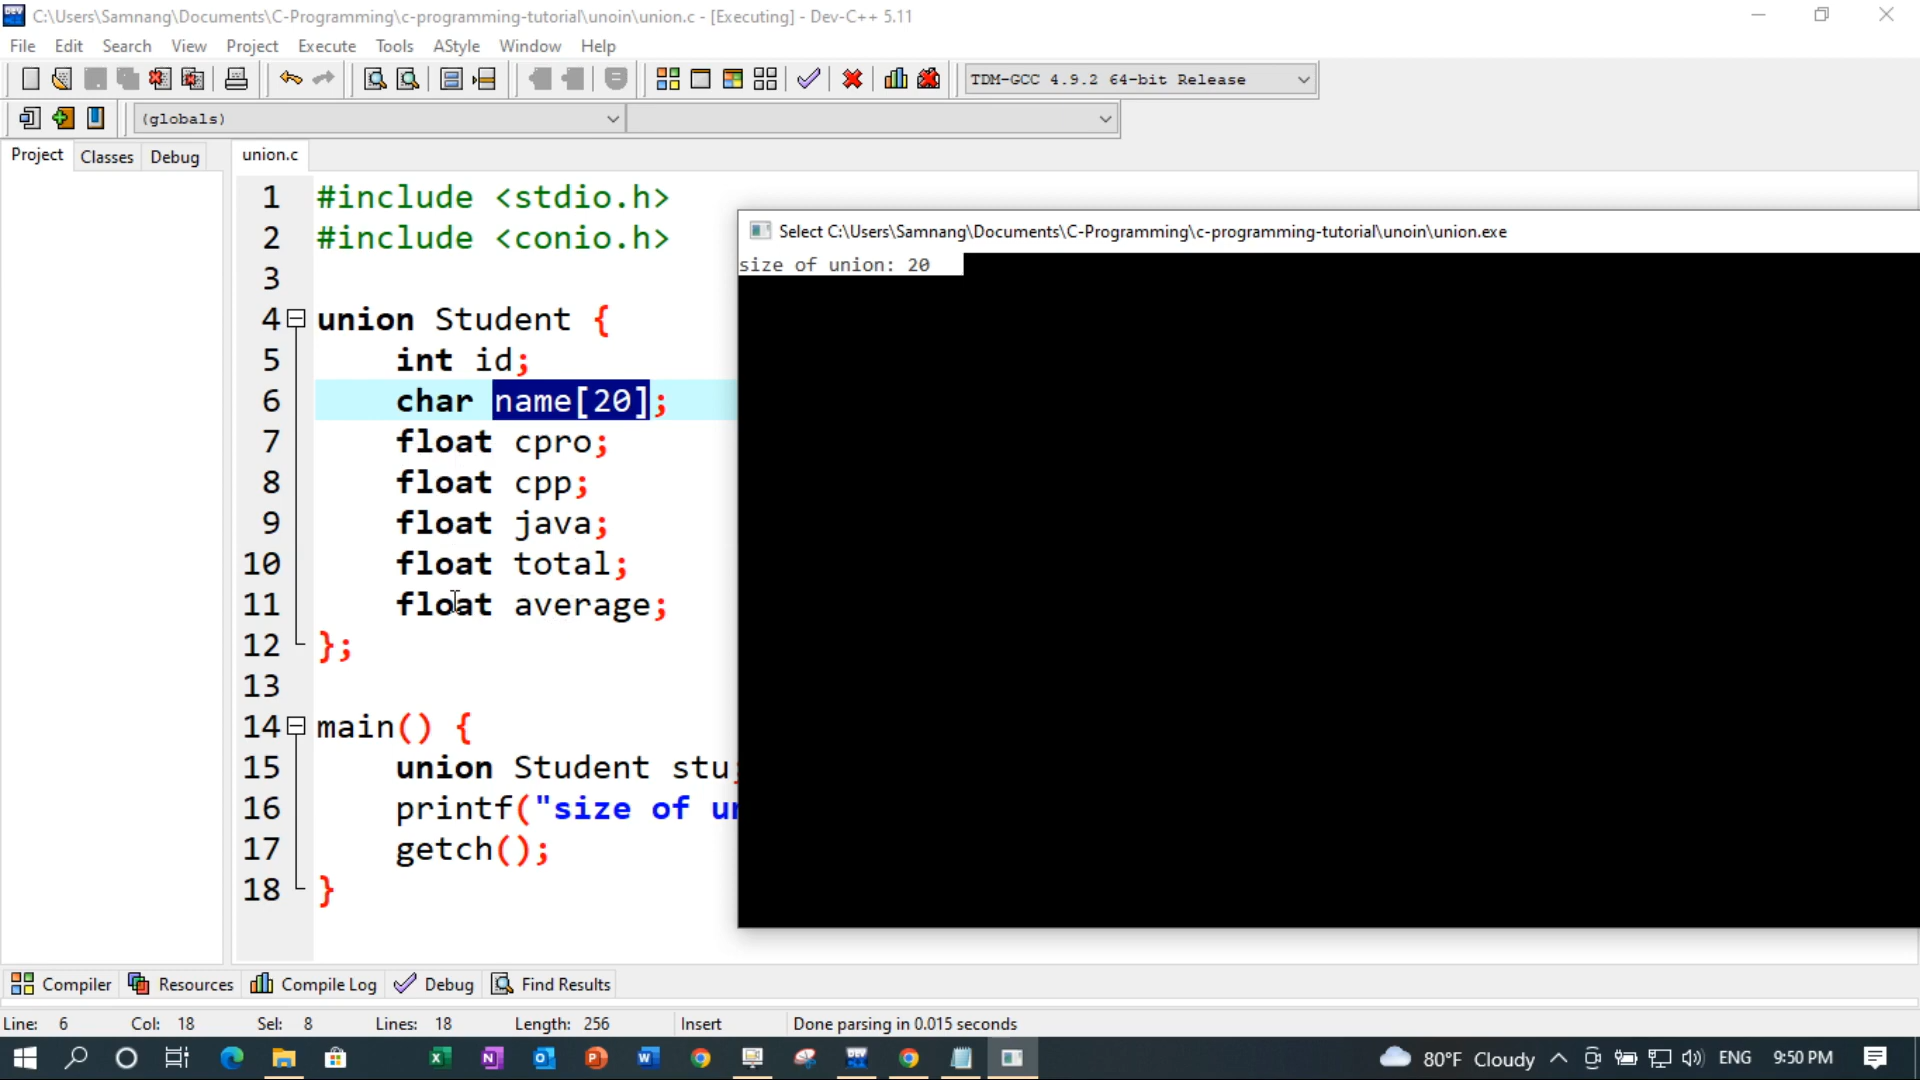 C:\Users\Samnang\Documents\C-Programming\c-programming-tutorial\unoin\union.c - [Executing] - Dev-C++ 5.11
File Edit Search View Project Execute Tools AStyle Window Help
TDM-GCC 4.9.2 64-bit Release
(globals)
Project Classes Debug
union.c
1 #include <stdio.h>
2 #include <conio.h>
3
4 union Student {
5 int id;
6 char name[20];
7 float cpro;
8 float cpp;
9 float java;
10 float total;
11 float average;
12 };
13
14 main() {
15 union Student stu;
16 printf("size of un
17 getch();
18 }
Select C:\Users\Samnang\Documents\C-Programming\c-programming-tutorial\unoin\union.exe
size of union: 20
Compiler Resources Compile Log Debug Find Results
Line: 6 Col: 18 Sel: 8 Lines: 18 Length: 256 Insert Done parsing in 0.015 seconds
80°F Cloudy ENG 9:50 PM